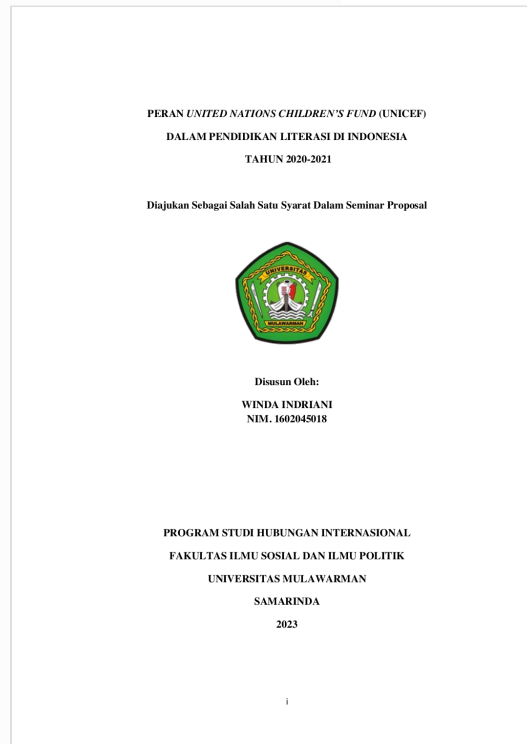 PERAN UNITED NATIONS CHILDREN'S FUND (UNICEF)
DALAM PENDIDIKAN LITERASI DI INDONESIA
TAHUN 2020-2021
Diajukan Sebagai Salah Satu Syarat Dalam Seminar Proposal
UNIVERSITAS
MULAWARMAN
Disusun Oleh:
WINDA INDRIANI
NIM. 1602045018
PROGRAM STUDI HUBUNGAN INTERNASIONAL
FAKULTAS ILMU SOSIAL DAN ILMU POLITIK
UNIVERSITAS MULAWARMAN
SAMARINDA
2023
i